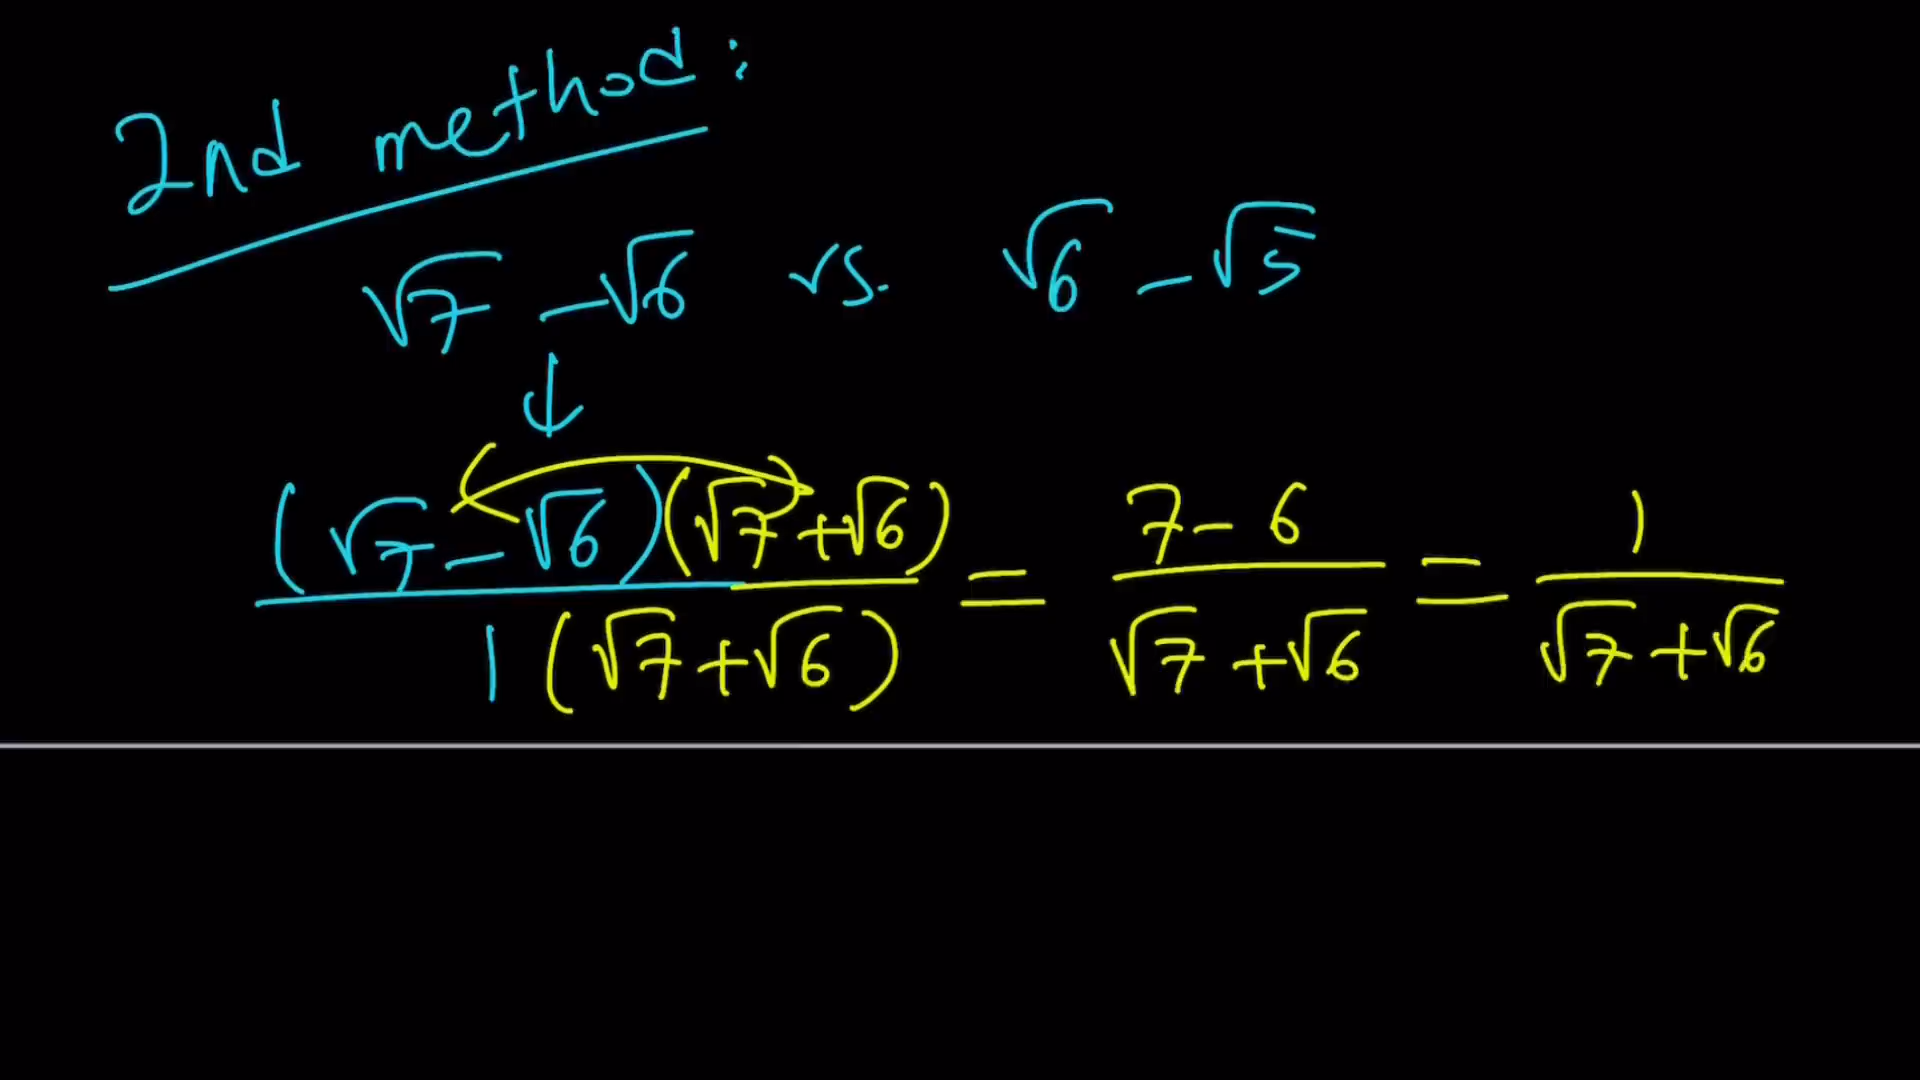 2nd method:
√7 - √6 vs. √6 - √5
↓
(√7 - √6)(√7 + √6) / 1(√7 + √6) = 7 - 6 / √7 + √6 = 1 / √7 + √6